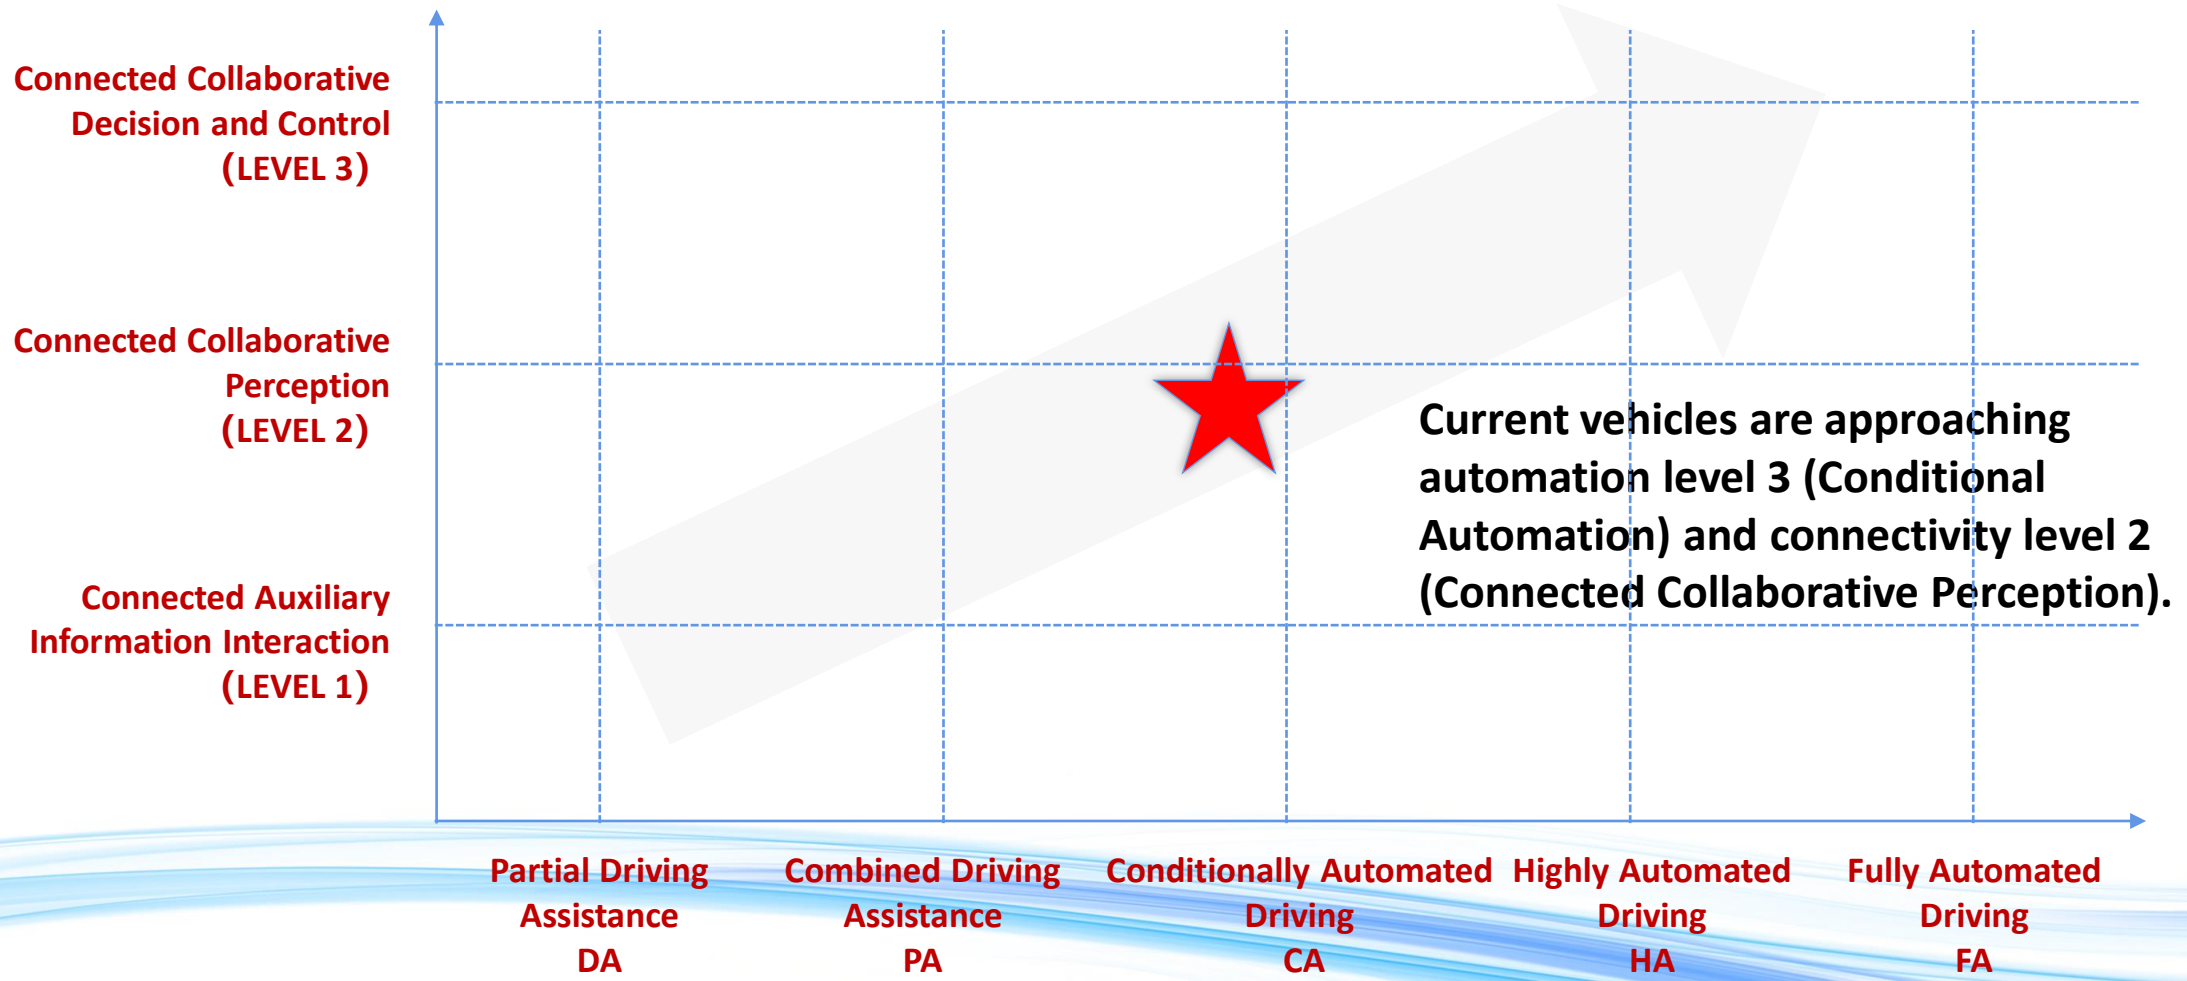 Connected Collaborative
Decision and Control
(LEVEL 3)
Connected Collaborative
Perception
(LEVEL 2)
Current vehicles are approaching
automation level 3 (Conditional
Automation) and connectivity level 2
(Connected Collaborative Perception).
Connected Auxiliary
Information Interaction
(LEVEL 1)
Partial Driving
Assistance
DA
Combined Driving
Assistance
PA
Conditionally Automated
Driving
CA
Highly Automated
Driving
HA
Fully Automated
Driving
FA